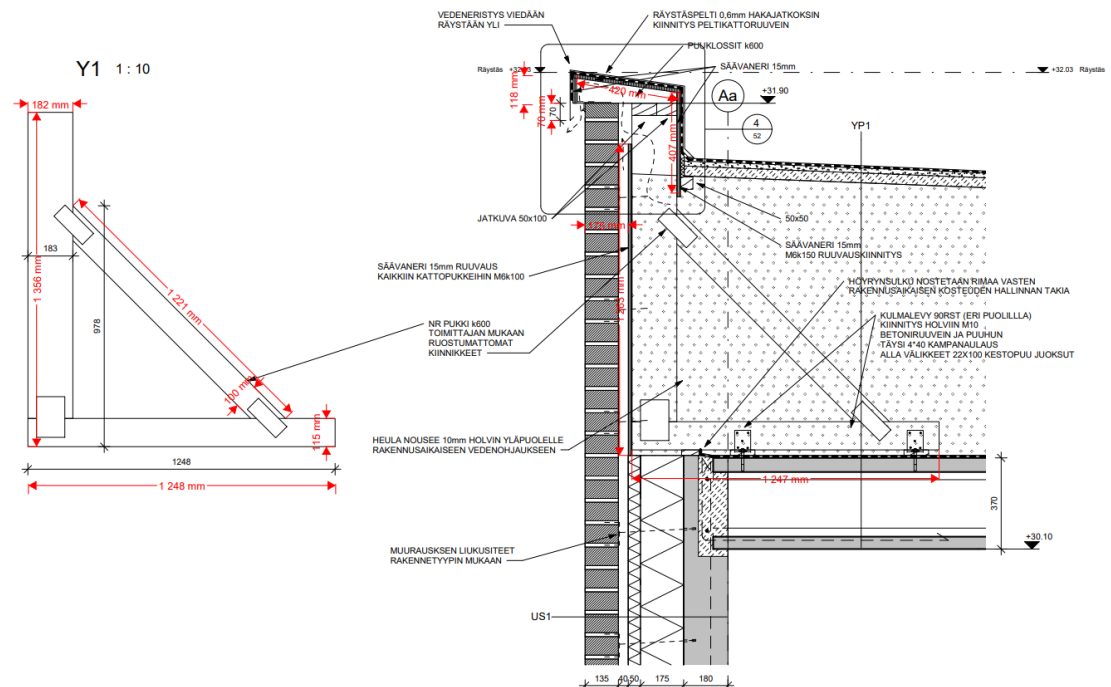 Y1 1 : 10
182 mm
183
1 356 mm
978
1 221 mm
100 mm
115 mm
1248
1 248 mm
VEDENERISTYS VIEDÄÄN
RÄYSTÄÄN YLI
RÄYSTÄSPELTI 0,6mm HAKAJATKOKSIN
KIINNITYS PELTIKATTORUUVEIN
PUUKLOSSIT k600
SÄÄVANERI 15mm
Räystäs +32.03
+32.03 Räystäs
118 mm
420 mm
70 mm
70
407 mm
Aa
+31.90
4
52
YP1
JATKUVA 50x100
50x50
SÄÄVANERI 15mm
M6k150 RUUVAUSKIINNITYS
SÄÄVANERI 15mm RUUVAUS
KAIKKIIN KATTOPUKKEIHIN M6k100
HÖYRYNSULKU NOSTETAAN RIMAA VASTEN
RAKENNUSAIKAISEN KOSTEODEN HALLINNAN TAKIA
NR PUKKI k600
TOIMITTAJAN MUKAAN
RUOSTUMATTOMAT
KIINNIKKEET
KULMALEVY 90RST (ERI PUOLILLLA)
KIINNITYS HOLVIIN M10
BETONIRUUVEIN JA PUUHUN
TÄYSI 4*40 KAMPANAULAUS
ALLA VÄLIKKEET 22X100 KESTOPUU JUOKSUT
HEULA NOUSEE 10mm HOLVIN YLÄPUOLELLE
RAKENNUSAIKAISEEN VEDENOHJAUKSEEN
1 247 mm
370
+30.10
MUURAUKSKEN LIUKUSITEET
RAKENNETYYPIN MUKAAN
US1
135 40 50 175 180